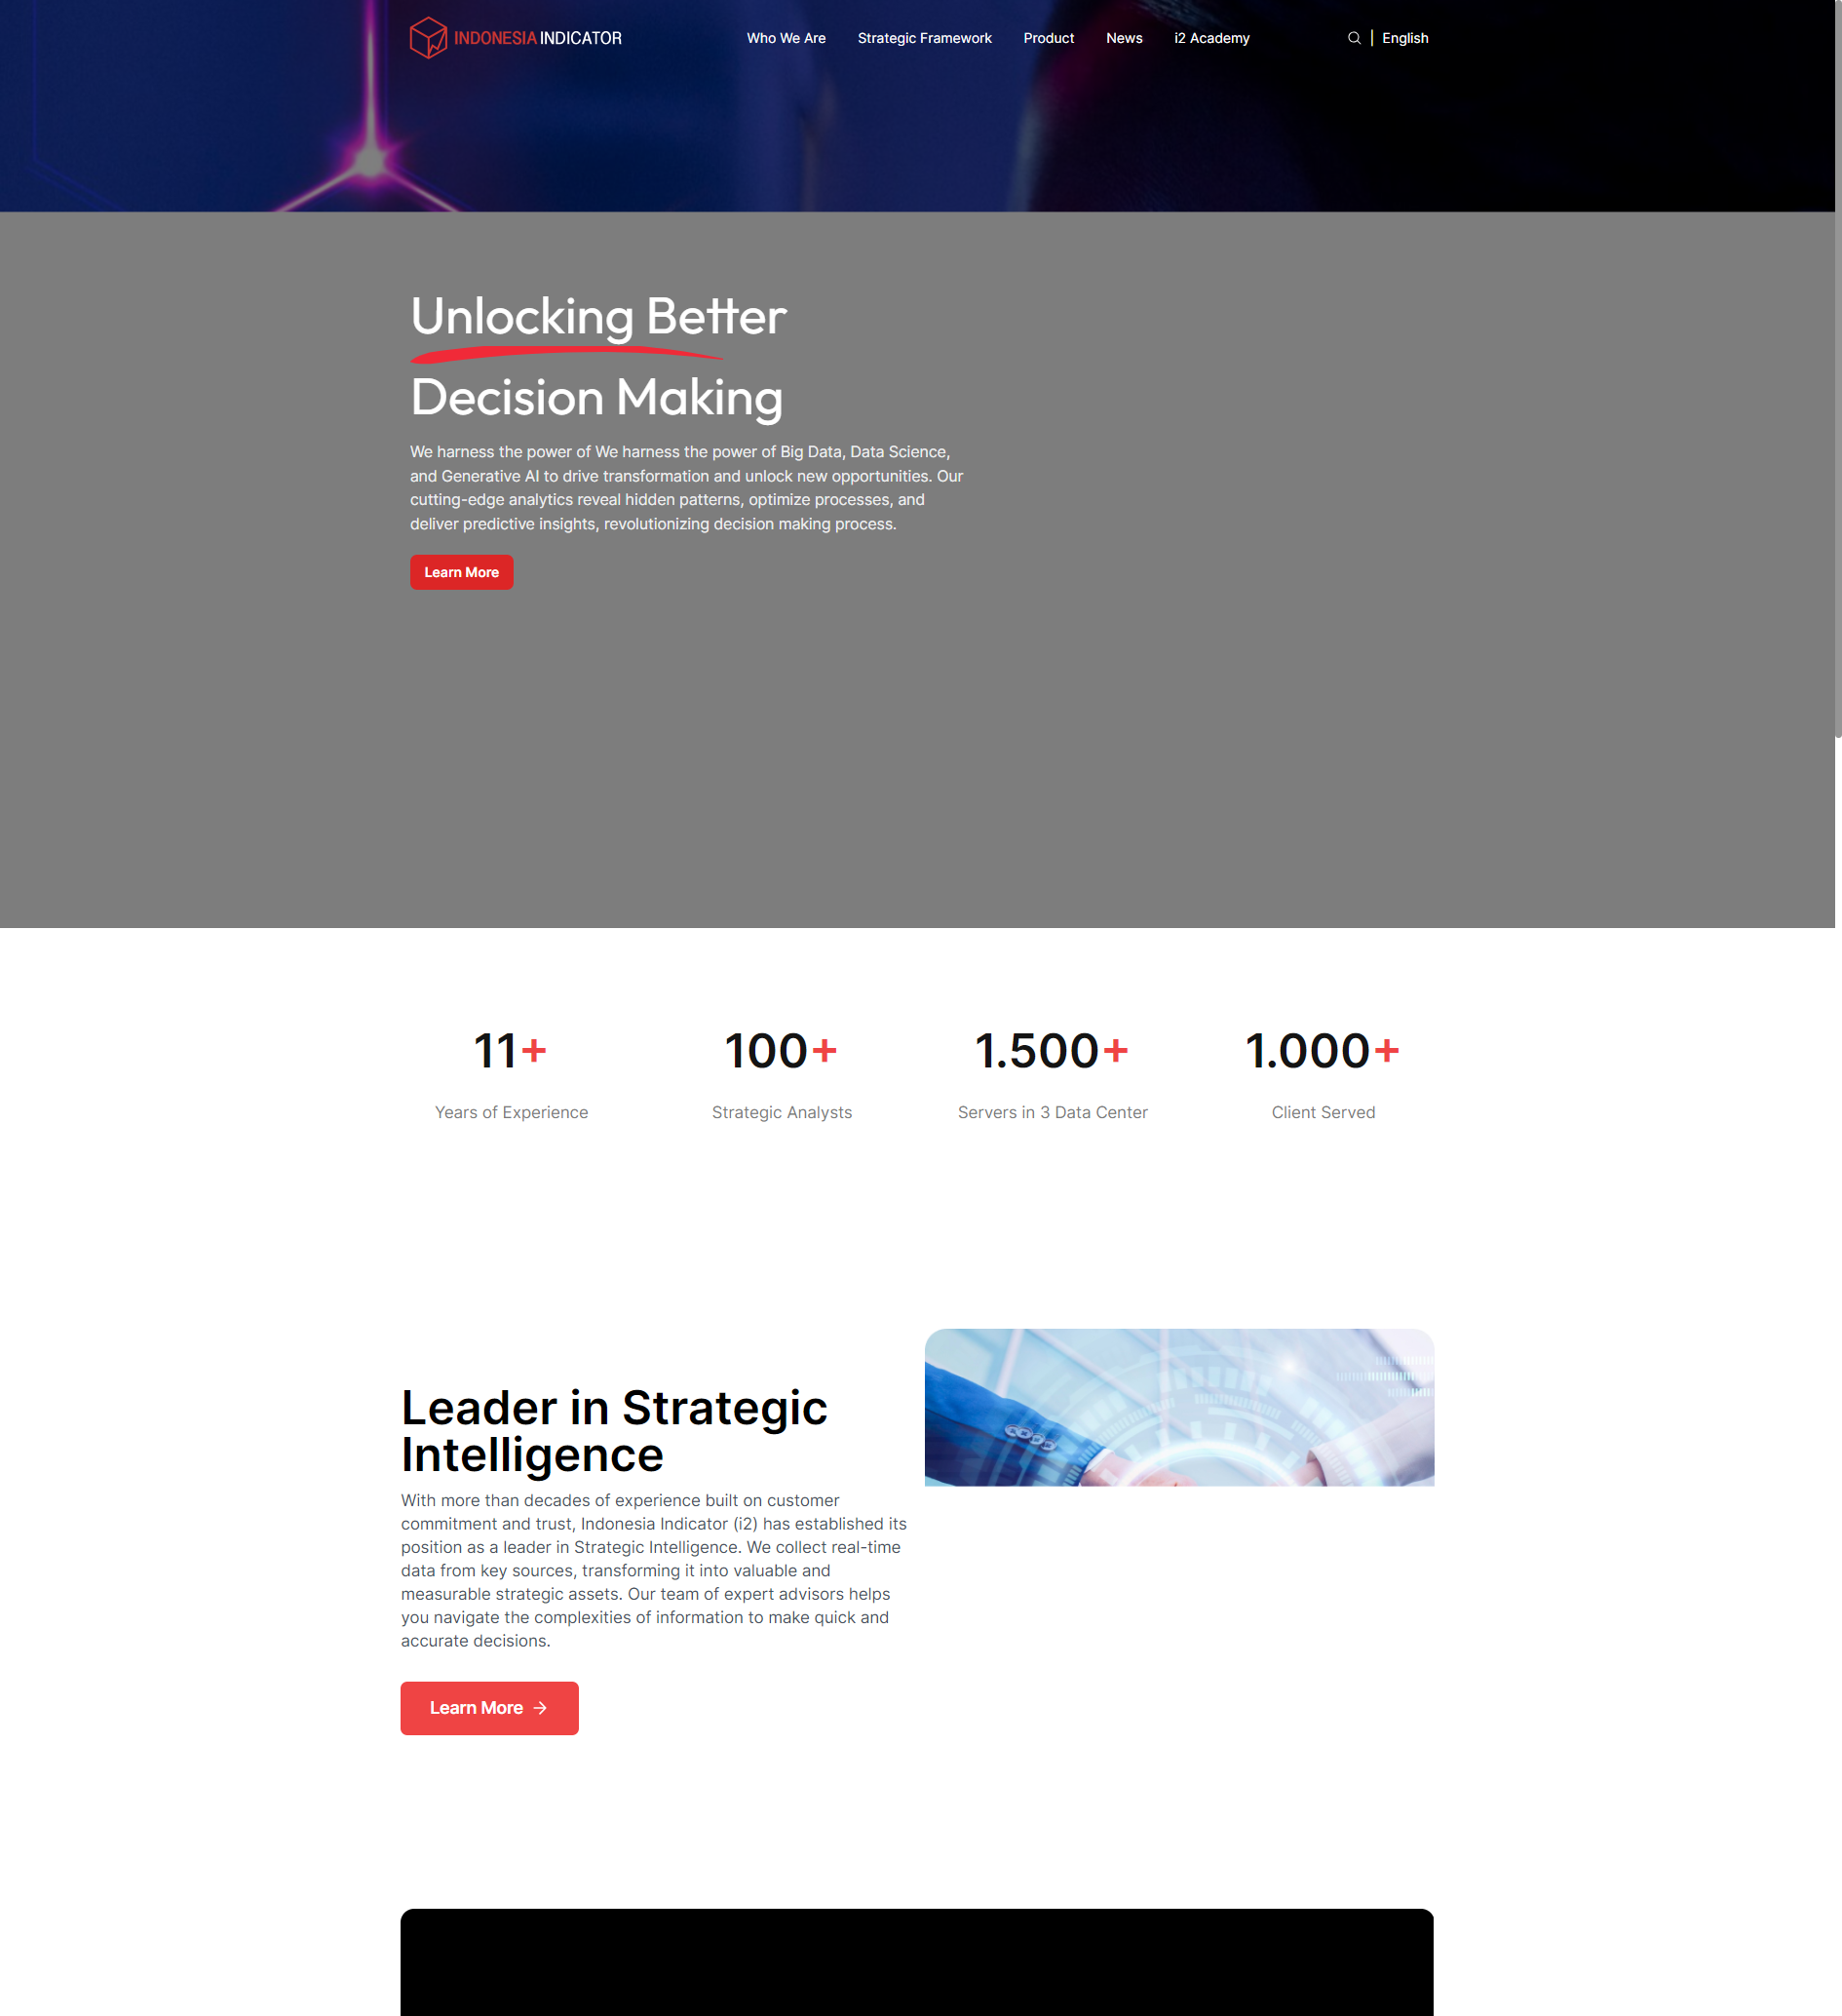 INDONESIA INDICATOR
Who We Are
Strategic Framework
Product
News
i2 Academy
English
Unlocking Better
Decision Making
We harness the power of We harness the power of Big Data, Data Science,
and Generative AI to drive transformation and unlock new opportunities. Our
cutting-edge analytics reveal hidden patterns, optimize processes, and
deliver predictive insights, revolutionizing decision making process.
Learn More
11+
Years of Experience
100+
Strategic Analysts
1.500+
Servers in 3 Data Center
1.000+
Client Served
Leader in Strategic
Intelligence
With more than decades of experience built on customer
commitment and trust, Indonesia Indicator (i2) has established its
position as a leader in Strategic Intelligence. We collect real-time
data from key sources, transforming it into valuable and
measurable strategic assets. Our team of expert advisors helps
you navigate the complexities of information to make quick and
accurate decisions.
Learn More